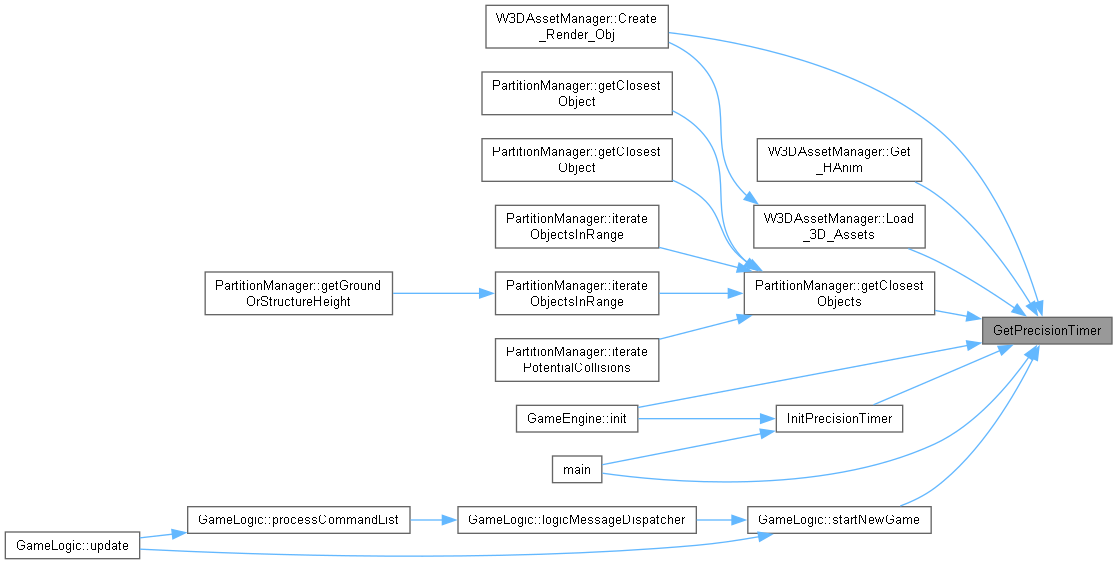 W3DAssetManager::Create
_Render_Obj
PartitionManager::getClosest
Object
W3DAssetManager::Get
_HAnim
PartitionManager::getClosest
Object
W3DAssetManager::Load
_3D_Assets
PartitionManager::iterate
ObjectsInRange
PartitionManager::getGround
OrStructureHeight
PartitionManager::iterate
ObjectsInRange
PartitionManager::getClosest
Objects
GetPrecisionTimer
PartitionManager::iterate
PotentialCollisions
GameEngine::init
InitPrecisionTimer
main
GameLogic::processCommandList
GameLogic::logicMessageDispatcher
GameLogic::startNewGame
GameLogic::update